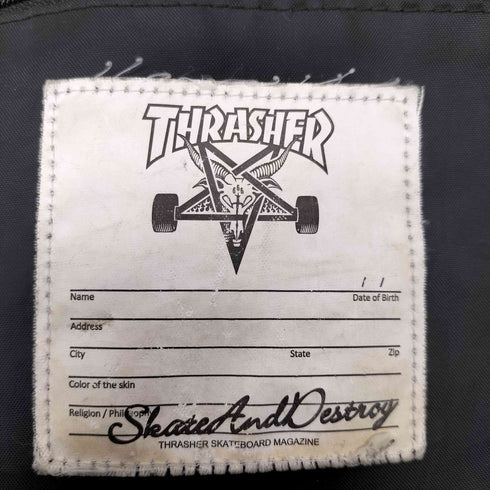 THRASHER
/ /
Name Date of Birth
Address
City State Zip
Color of the skin
Religion / Philosophy
SkateAndDestroy
THRASHER SKATEBOARD MAGAZINE